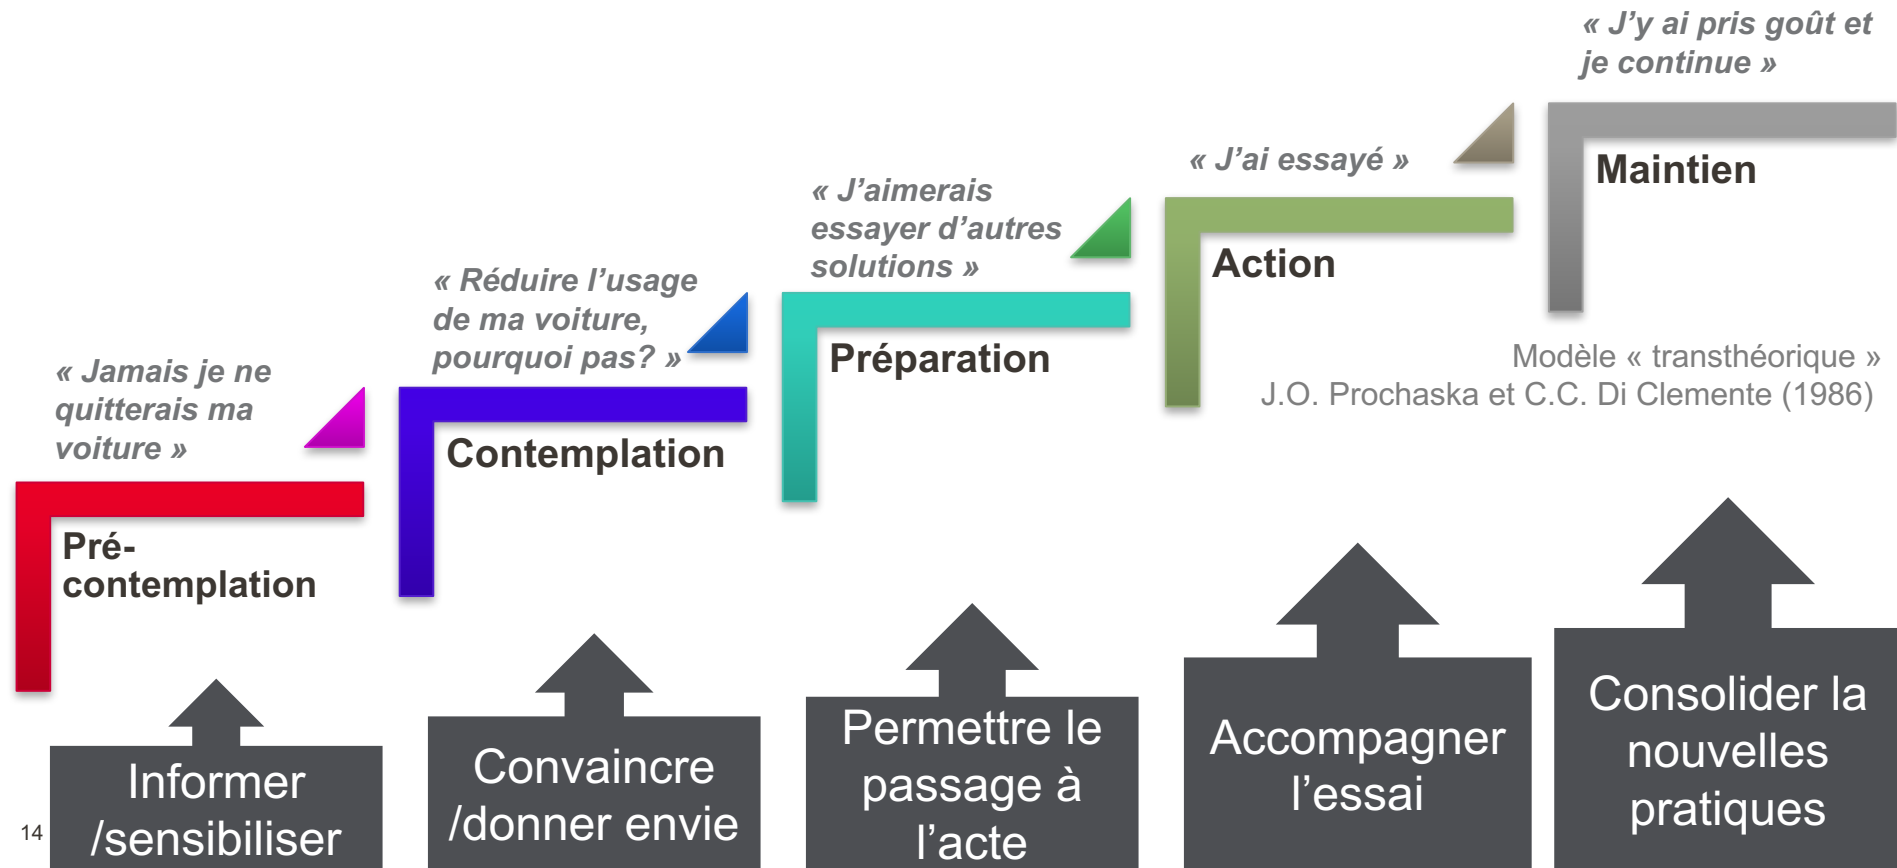 « Jamais je ne
quitterais ma
voiture »
Pré-
contemplation
« Réduire l’usage
de ma voiture,
pourquoi pas? »
Contemplation
« J’aimerais
essayer d’autres
solutions »
Préparation
« J’ai essayé »
Action
« J’y ai pris goût et
je continue »
Maintien
Modèle « transthéorique »
J.O. Prochaska et C.C. Di Clemente (1986)
Informer
/sensibiliser
Convaincre
/donner envie
Permettre le
passage à
l’acte
Accompagner
l’essai
Consolider la
nouvelles
pratiques
14